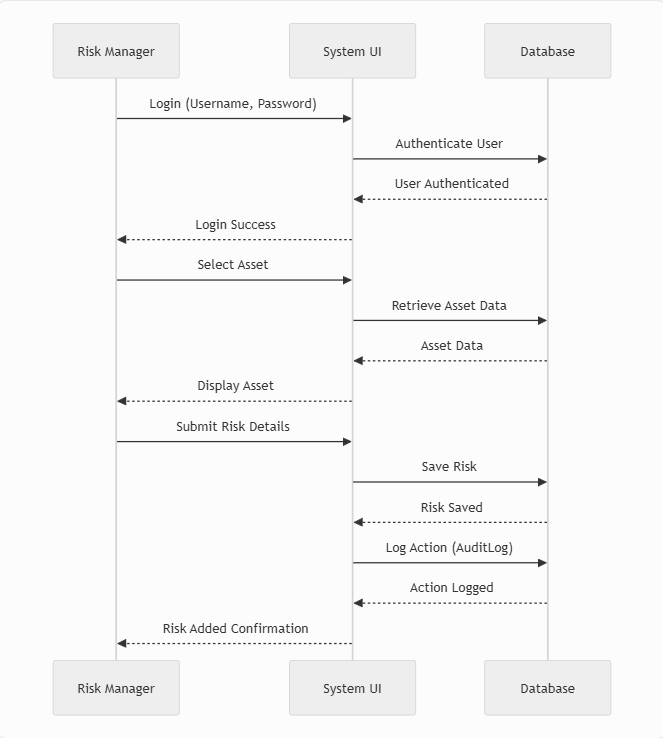 Risk Manager
System UI
Database
Login (Username, Password)
Authenticate User
User Authenticated
Login Success
Select Asset
Retrieve Asset Data
Asset Data
Display Asset
Submit Risk Details
Save Risk
Risk Saved
Log Action (AuditLog)
Action Logged
Risk Added Confirmation
Risk Manager
System UI
Database